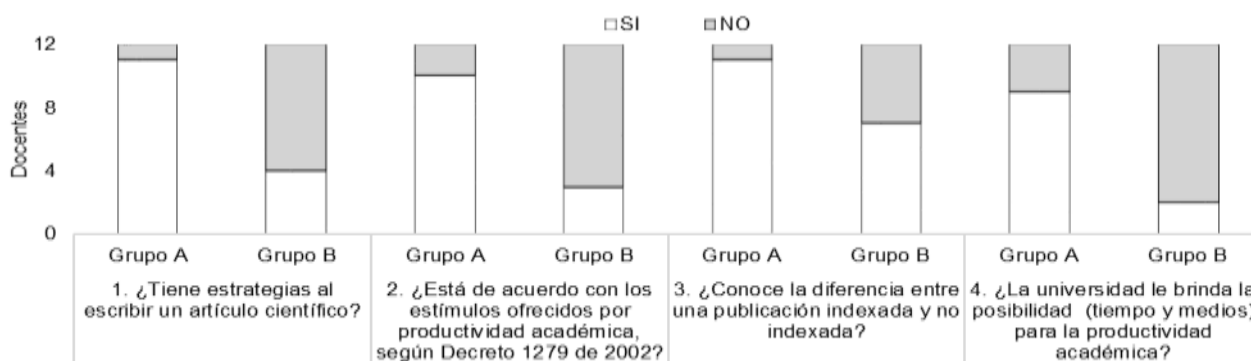 SI NO
12
8
4
0
Docentes
Grupo A Grupo B Grupo A Grupo B Grupo A Grupo B Grupo A Grupo B
1. ¿Tiene estrategias al
escribir un artículo científico?
2. ¿Está de acuerdo con los
estímulos ofrecidos por
productividad académica,
según Decreto 1279 de 2002?
3. ¿Conoce la diferencia entre
una publicación indexada y no
indexada?
4. ¿La universidad le brinda la
posibilidad (tiempo y medios)
para la productividad
académica?